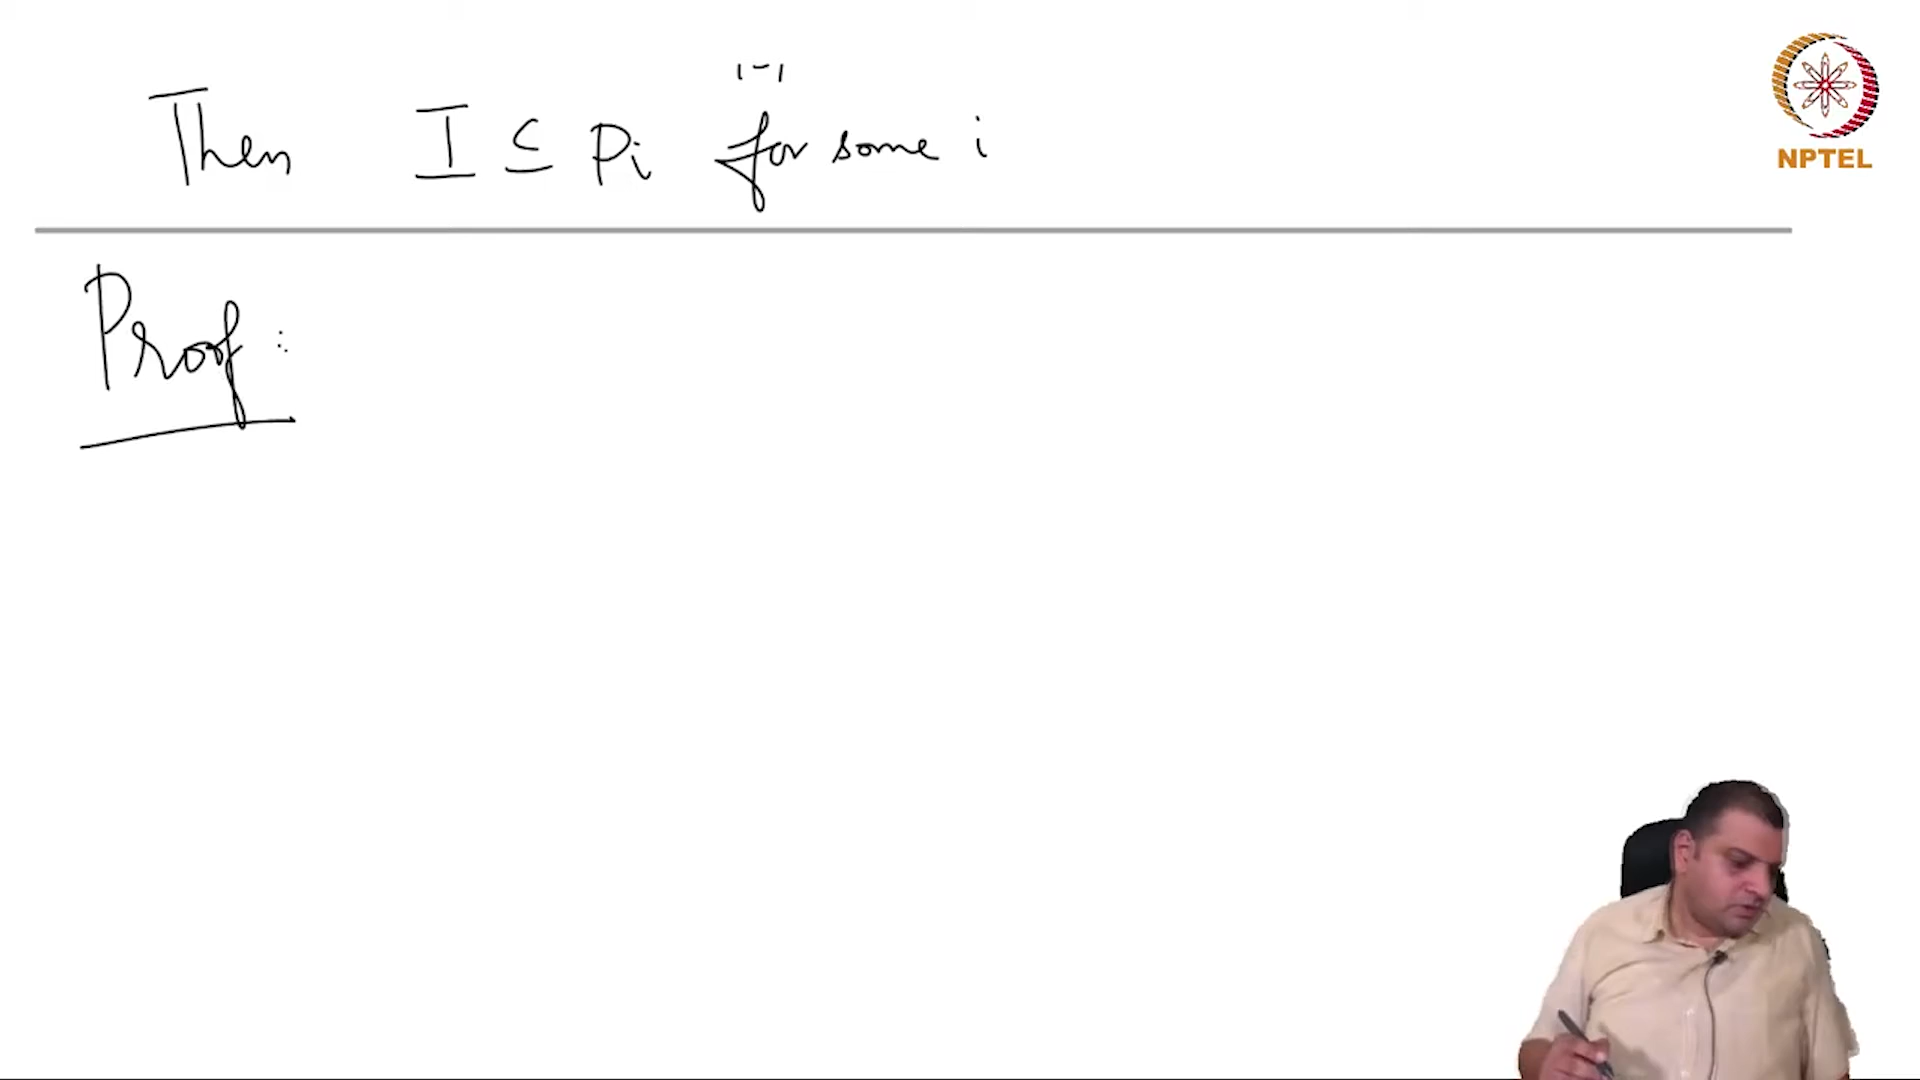 Then I ⊆ pi for some i
NPTEL
Proof: